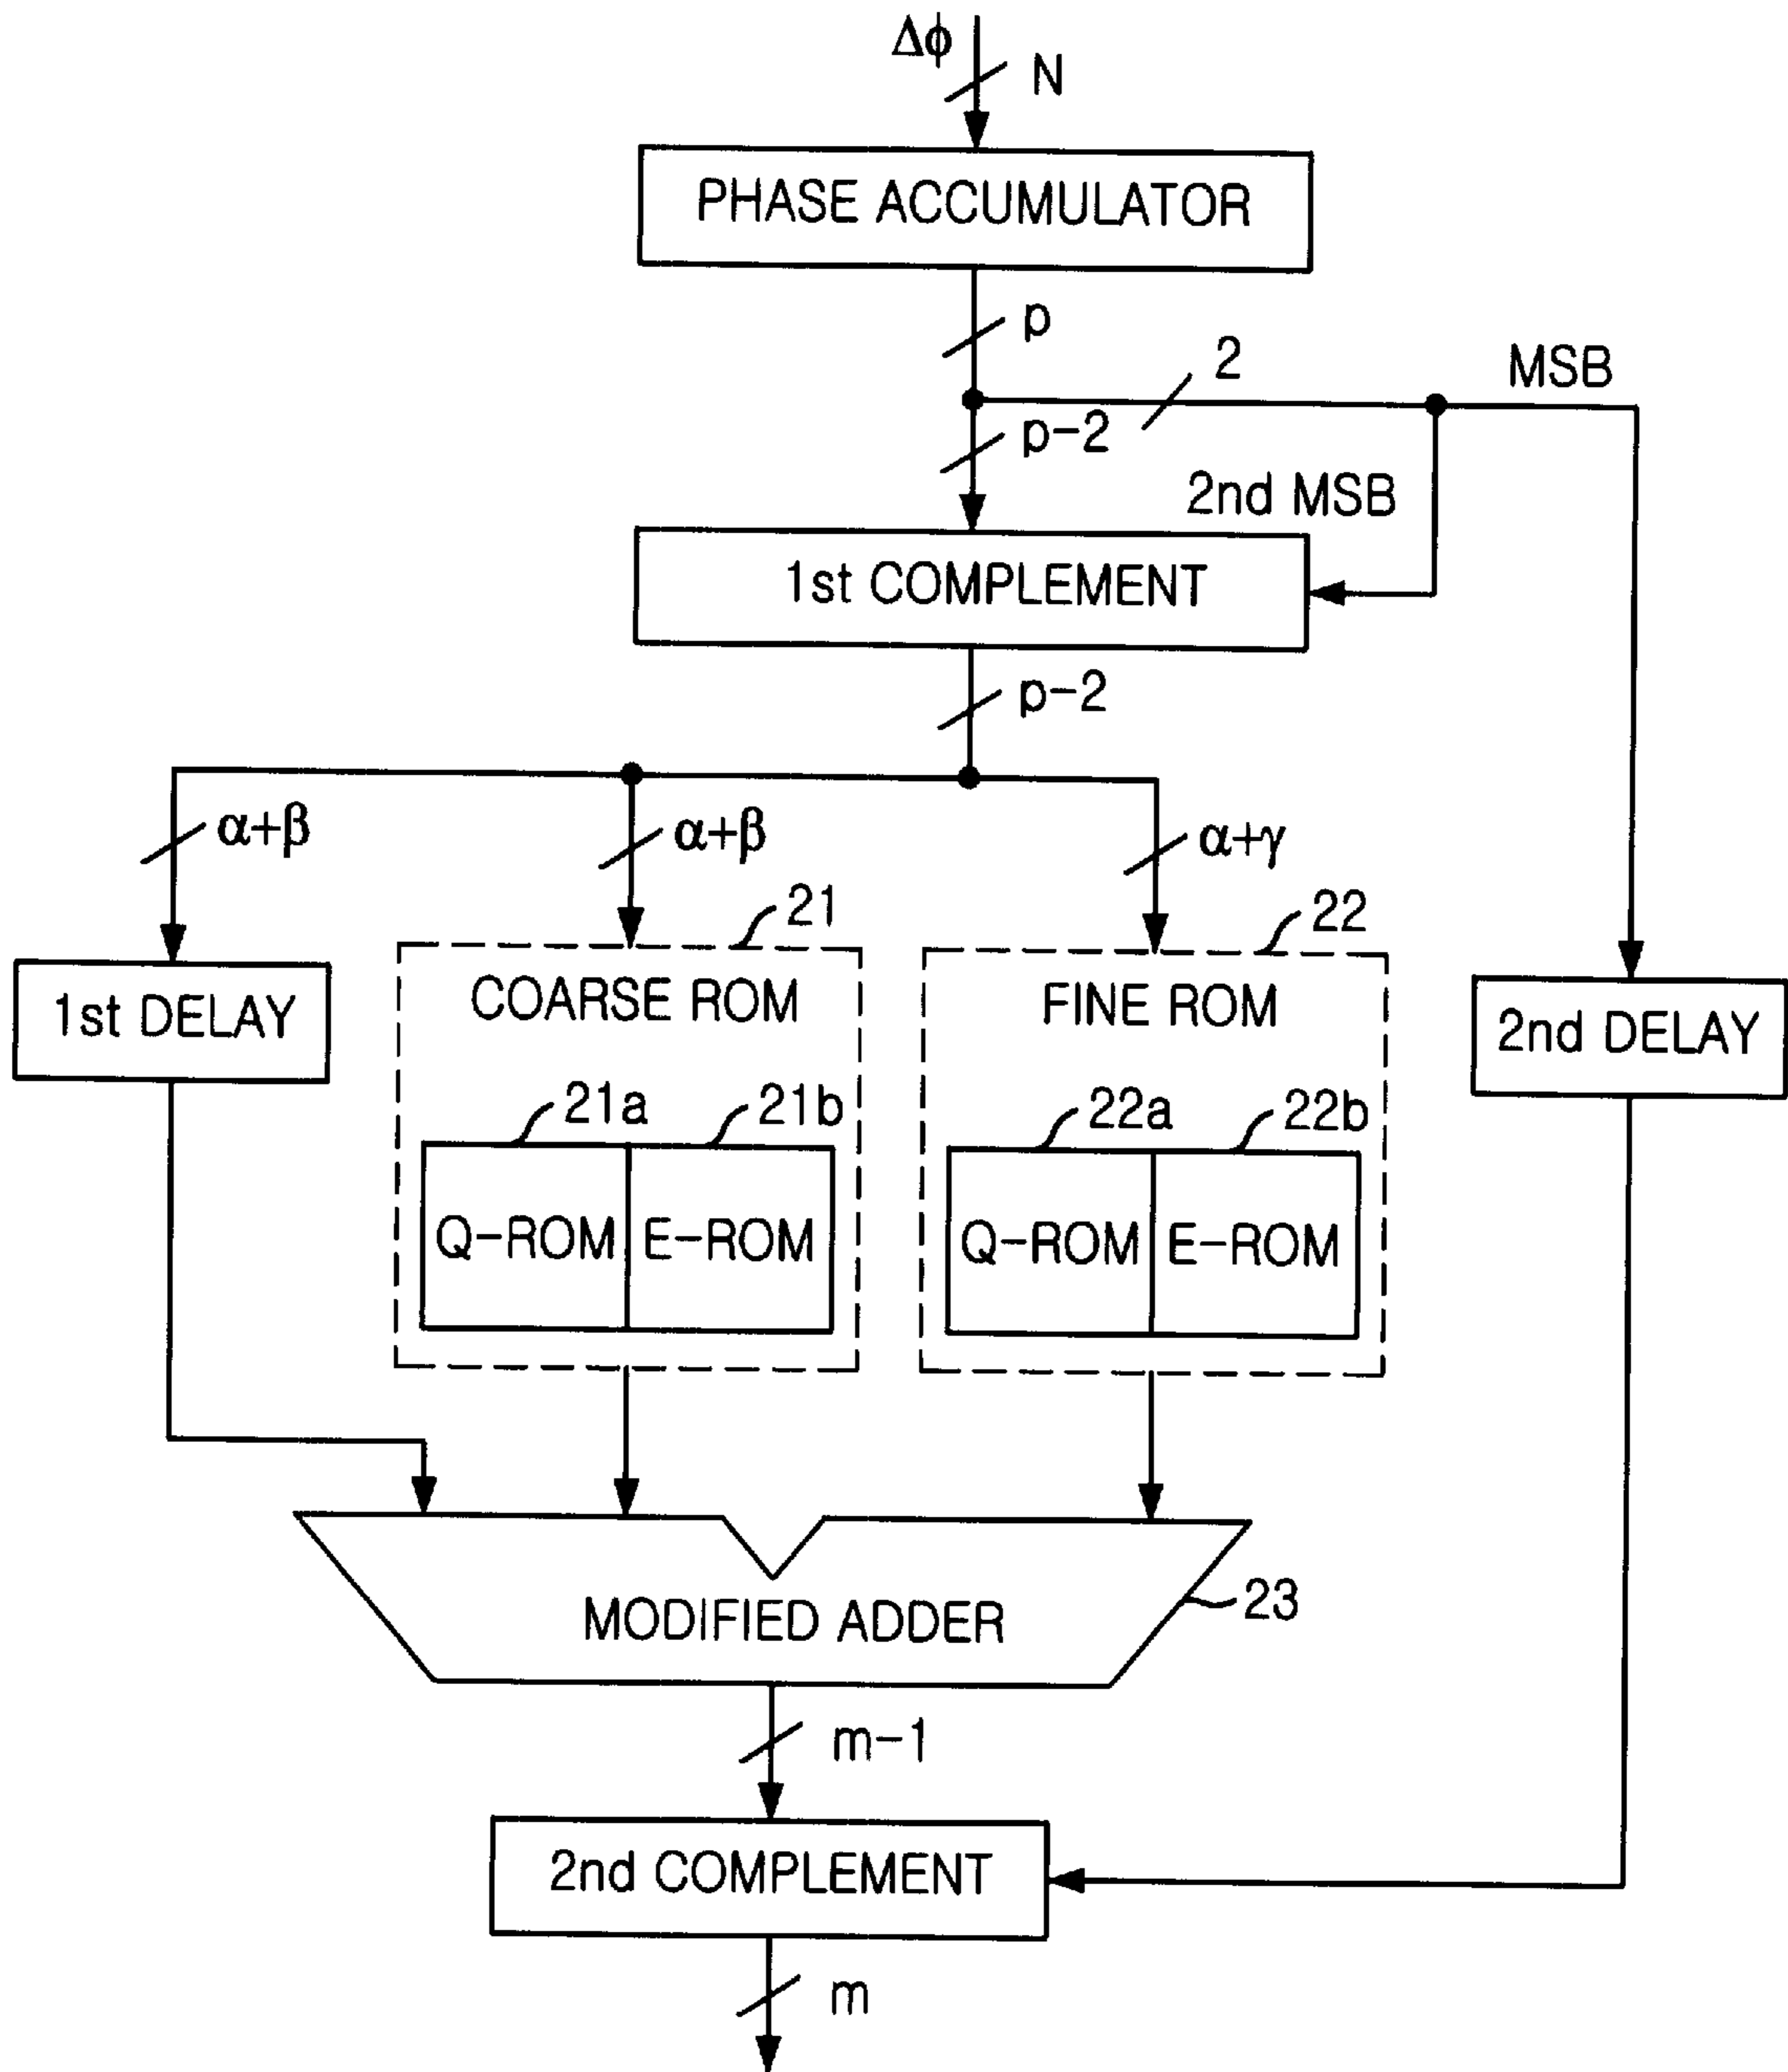 Δϕ
N
PHASE ACCUMULATOR
p
2
MSB
p-2
2nd MSB
1st COMPLEMENT
p-2
α+β
α+β
α+γ
21
22
1st DELAY
COARSE ROM
FINE ROM
2nd DELAY
21a
21b
22a
22b
Q-ROM
E-ROM
Q-ROM
E-ROM
MODIFIED ADDER
23
m-1
2nd COMPLEMENT
m